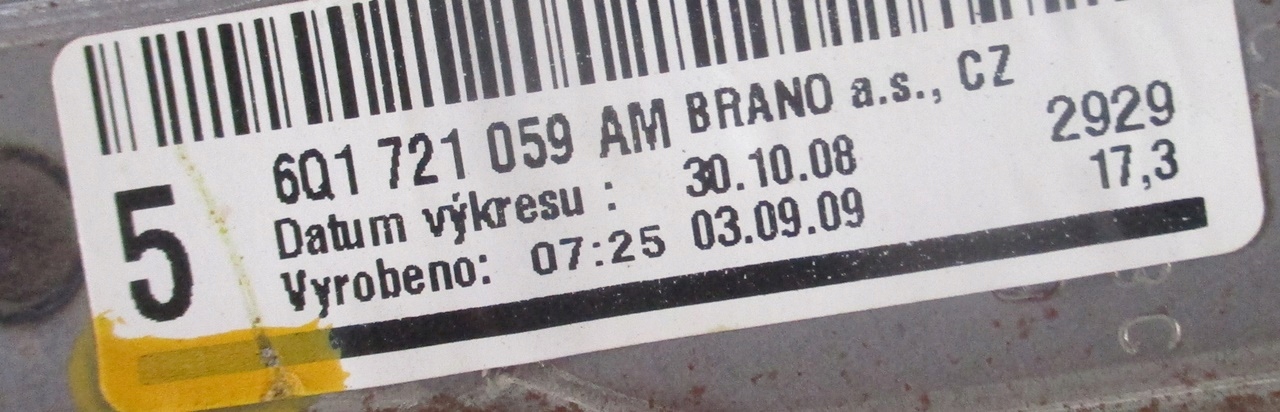 6Q1 721 059 AM BRANO a.s., CZ
Datum výkresu : 30.10.08 2929
Vyrobeno: 07:25 03.09.09 17,3
5